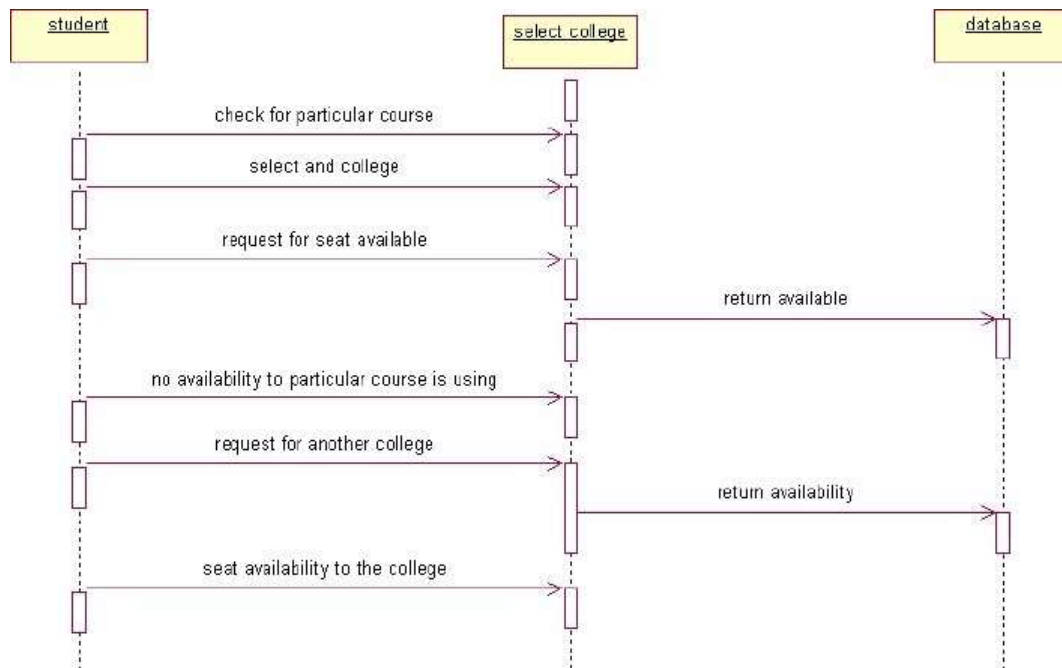 student
select college
database
check for particular course
select and college
request for seat available
return available
no availability to particular course is using
request for another college
return availability
seat availability to the college